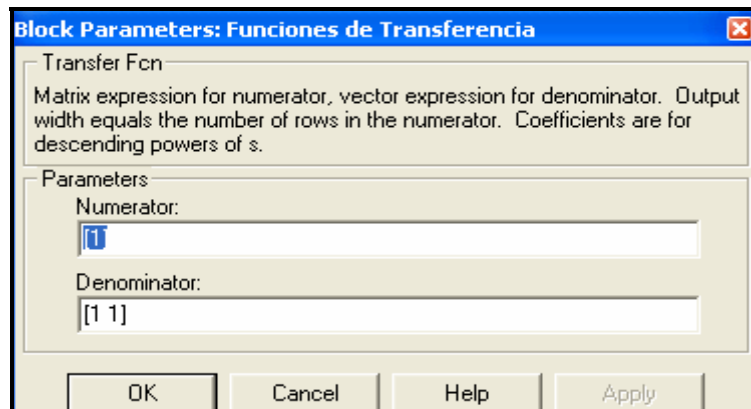 Block Parameters: Funciones de Transferencia
Transfer Fcn
Matrix expression for numerator, vector expression for denominator. Output
width equals the number of rows in the numerator. Coefficients are for
descending powers of s.
Parameters
Numerator:
[1]
Denominator:
[1 1]
OK Cancel Help Apply